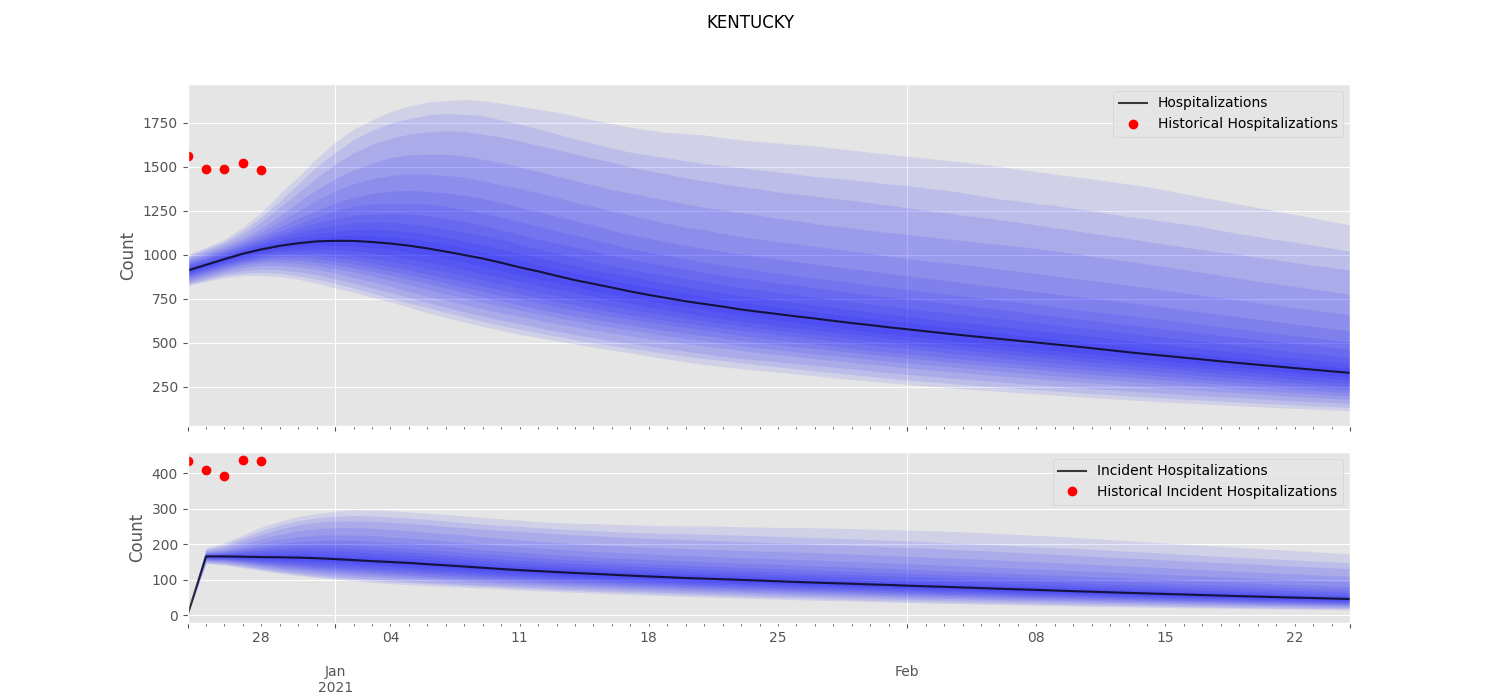 KENTUCKY
Hospitalizations
Historical Hospitalizations
Count
1750
1500
1250
1000
750
500
250
Incident Hospitalizations
Historical Incident Hospitalizations
Count
400
300
200
100
0
28 04 11 18 25 08 15 22
Jan Feb
2021